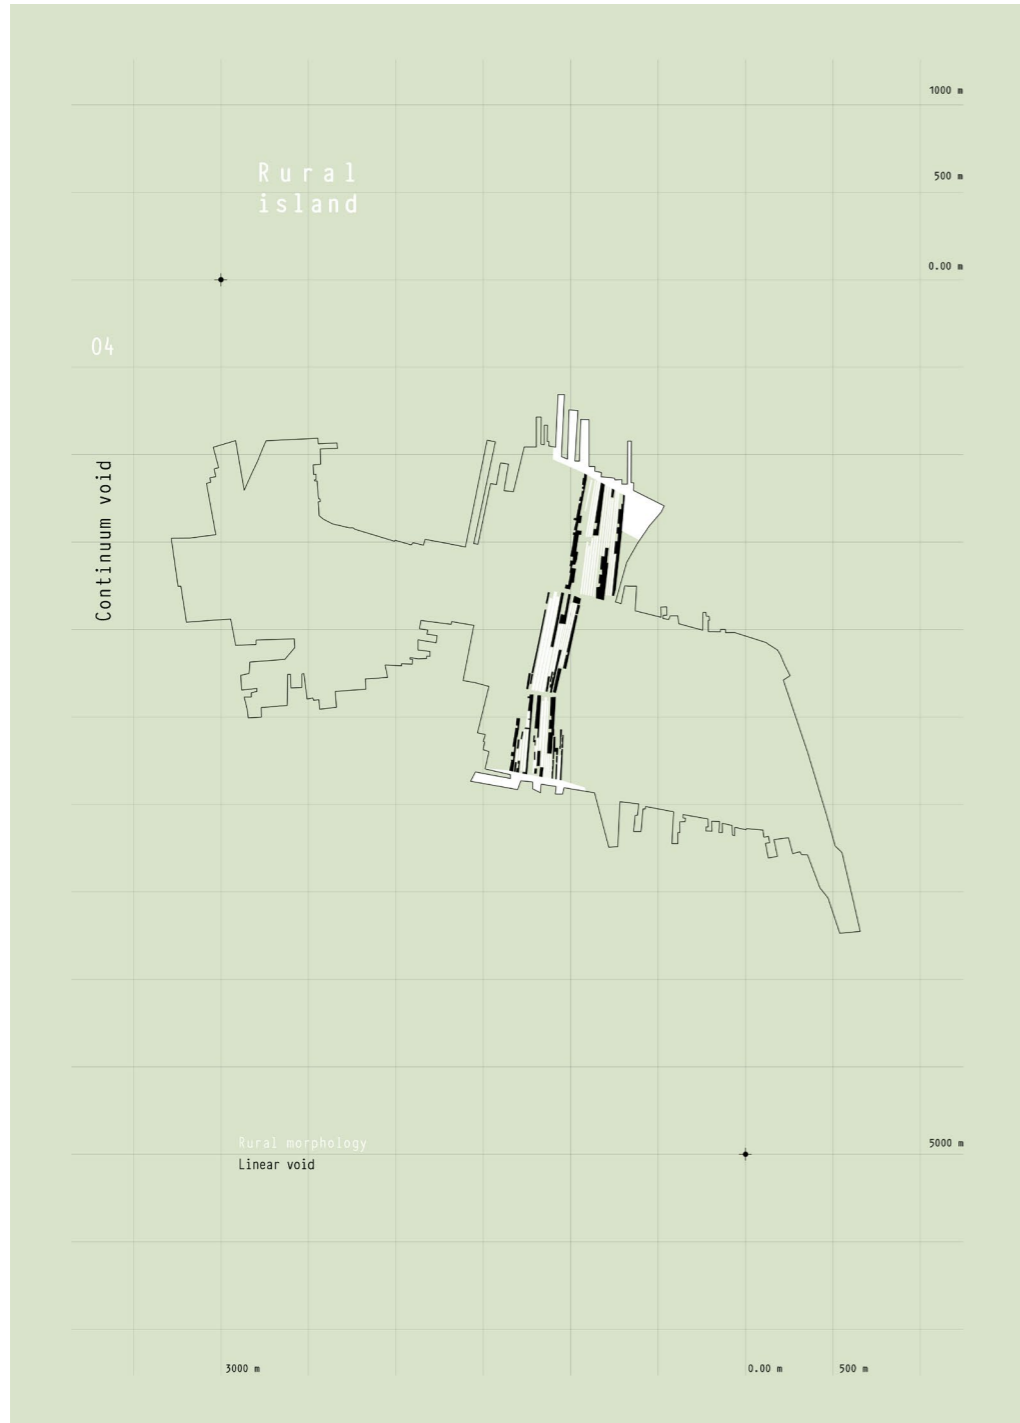 1000 m
Rural
island
500 m
0.00 m
04
Continuum void
5000 m
Rural morphology
Linear void
3000 m
0.00 m
500 m